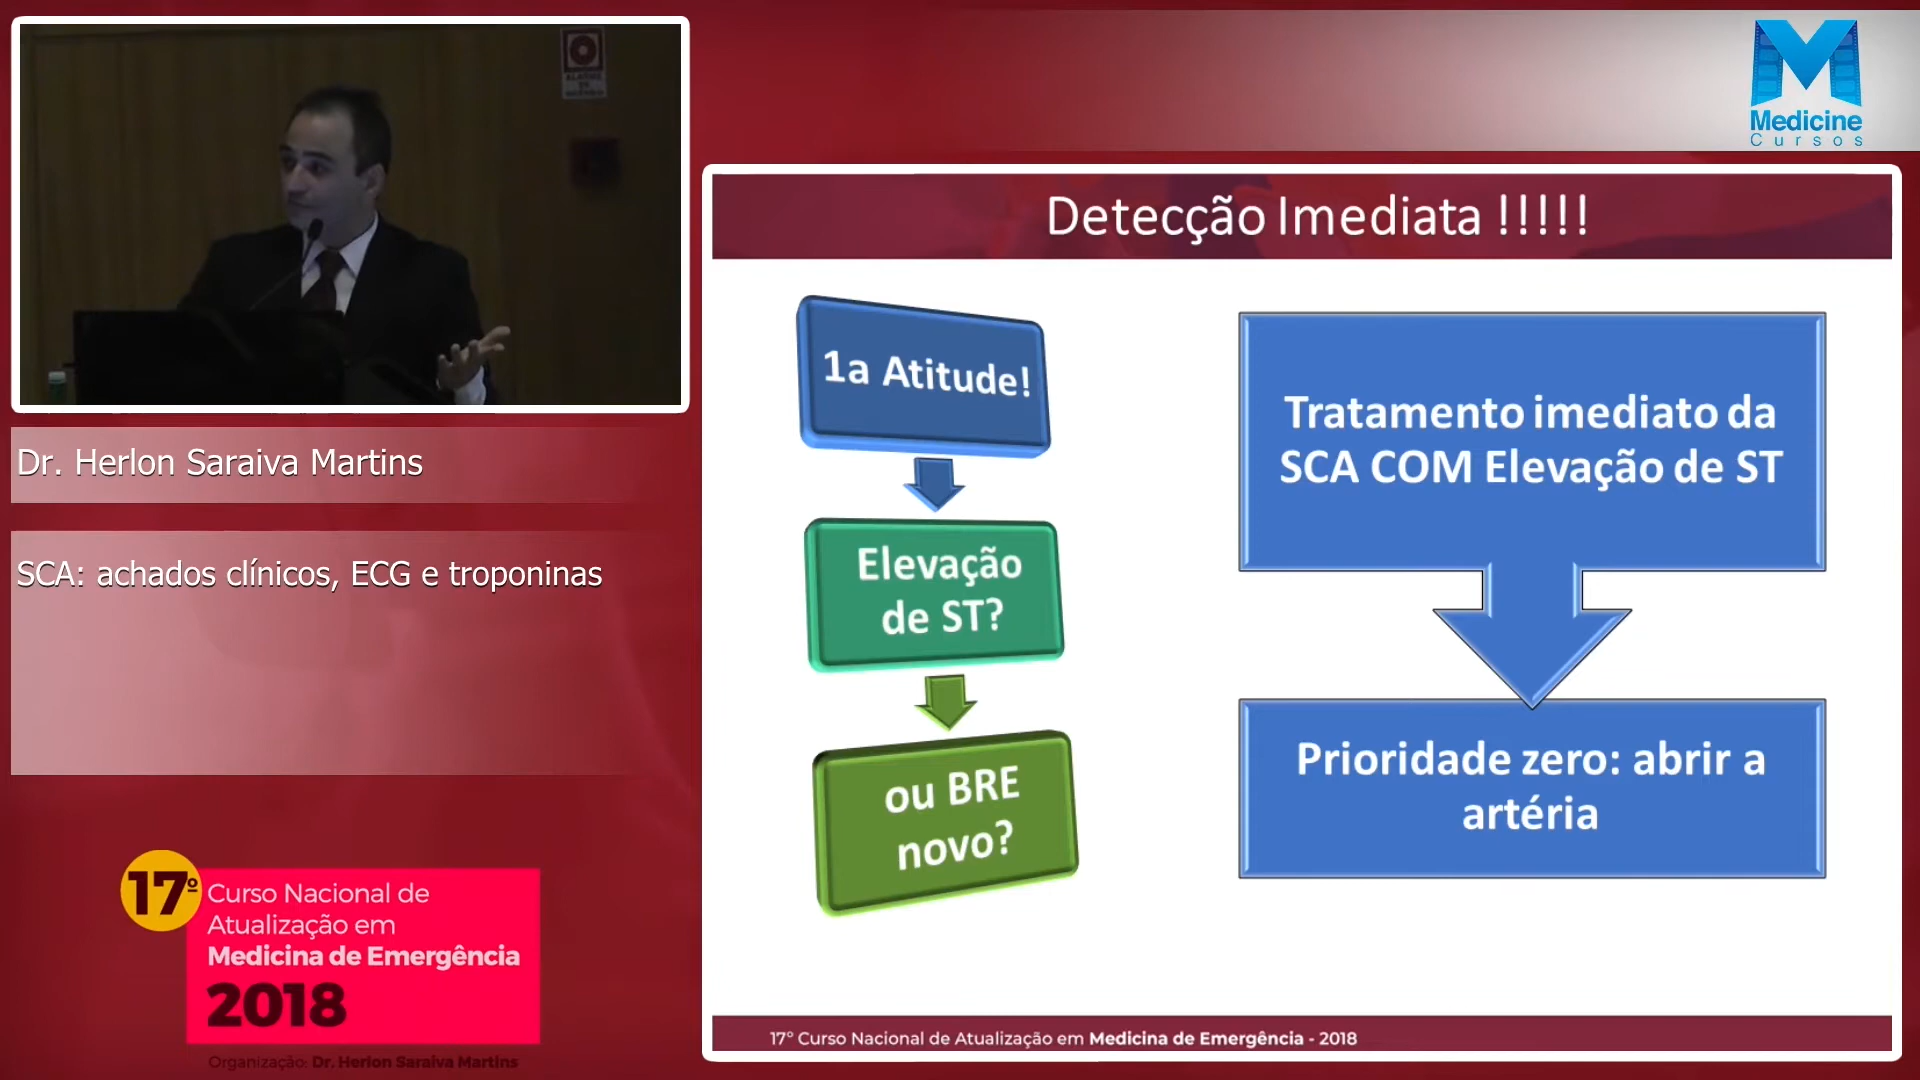 Medicine
Cursos
Dr. Herlon Saraiva Martins
SCA: achados clínicos, ECG e troponinas
17º
Curso Nacional de
Atualização em
Medicina de Emergência
2018
Organização: Dr. Herlon Saraiva Martins
Detecção Imediata !!!!!
1a Atitude!
Elevação
de ST?
ou BRE
novo?
Tratamento imediato da
SCA COM Elevação de ST
Prioridade zero: abrir a
artéria
17º Curso Nacional de Atualização em Medicina de Emergência - 2018